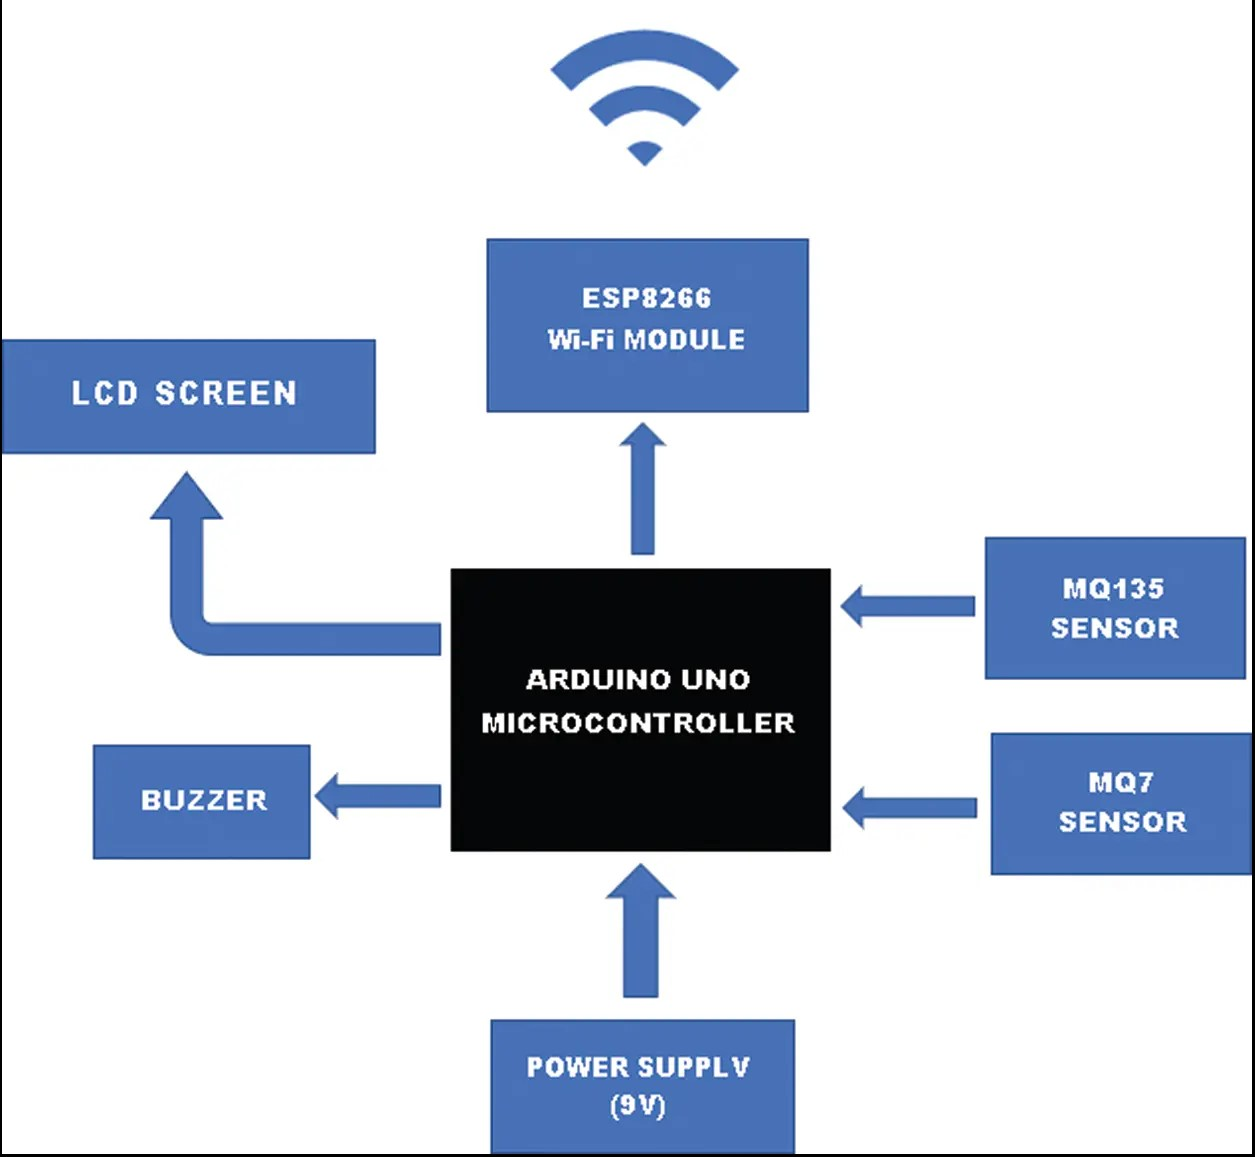 ESP8266
Wi-Fi MODULE
LCD SCREEN
MQ135
SENSOR
ARDUINO UNO
MICROCONTROLLER
BUZZER
MQ7
SENSOR
POWER SUPPLV
(9V)